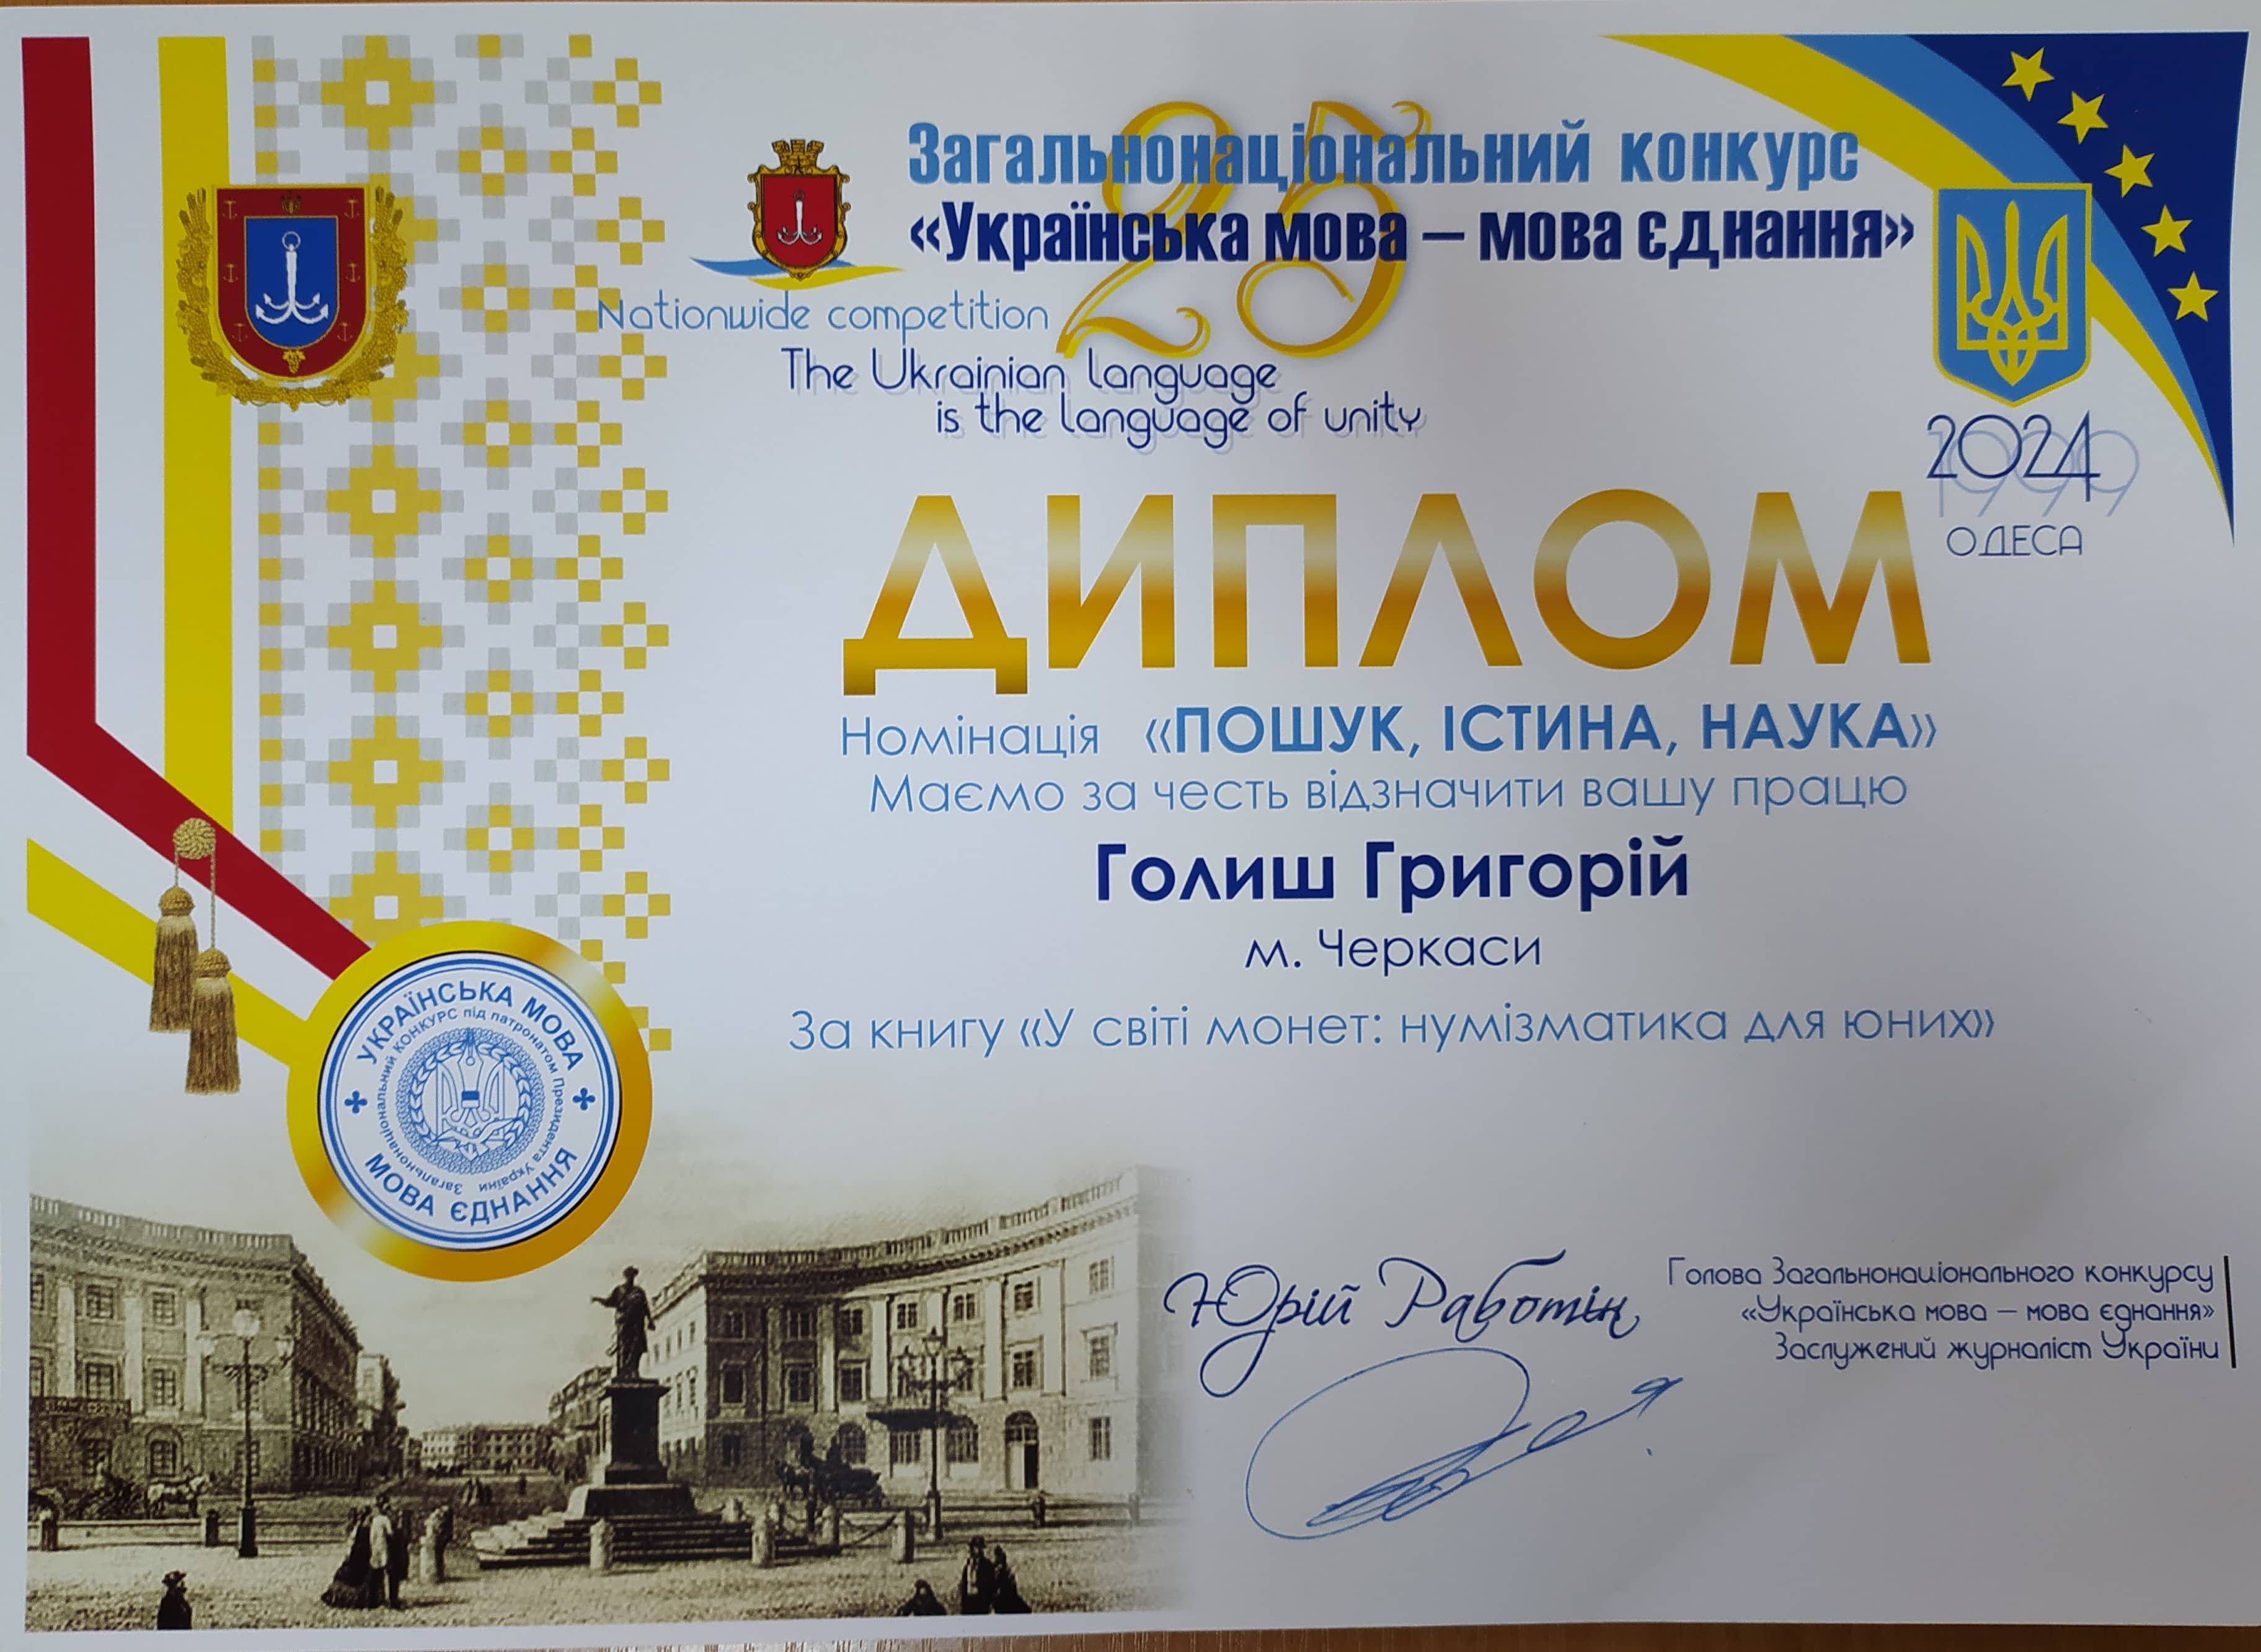 25
Загальнонаціональний конкурс
«Українська мова – мова єднання»
Nationwide competition
The Ukrainian language
is the language of unity
2024
1999
ОДЕСА
ДИПЛОМ
Номінація «ПОШУК, ІСТИНА, НАУКА»
Маємо за честь відзначити вашу працю
Голиш Григорій
м. Черкаси
За книгу «У світі монет: нумізматика для юних»
УКРАЇНСЬКА МОВА
МОВА ЄДНАННЯ
Загальнонаціональний КОНКУРС під патронатом Президента України
Юрій Работін
Голова Загальнонаціонального конкурсу
«Українська мова – мова єднання»
Заслужений журналіст України